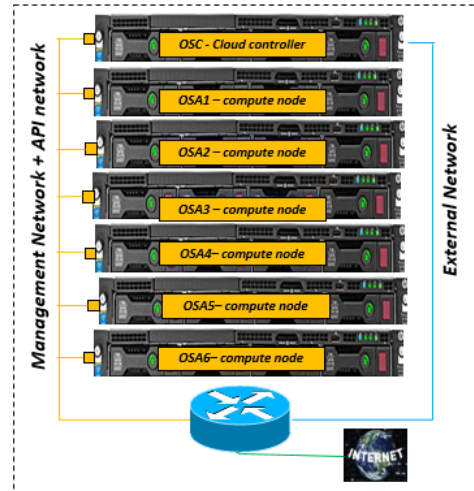 OSC - Cloud controller
OSA1 – compute node
OSA2 – compute node
OSA3 – compute node
OSA4– compute node
OSA5– compute node
OSA6– compute node
Management Network + API network
External Network
INTERNET